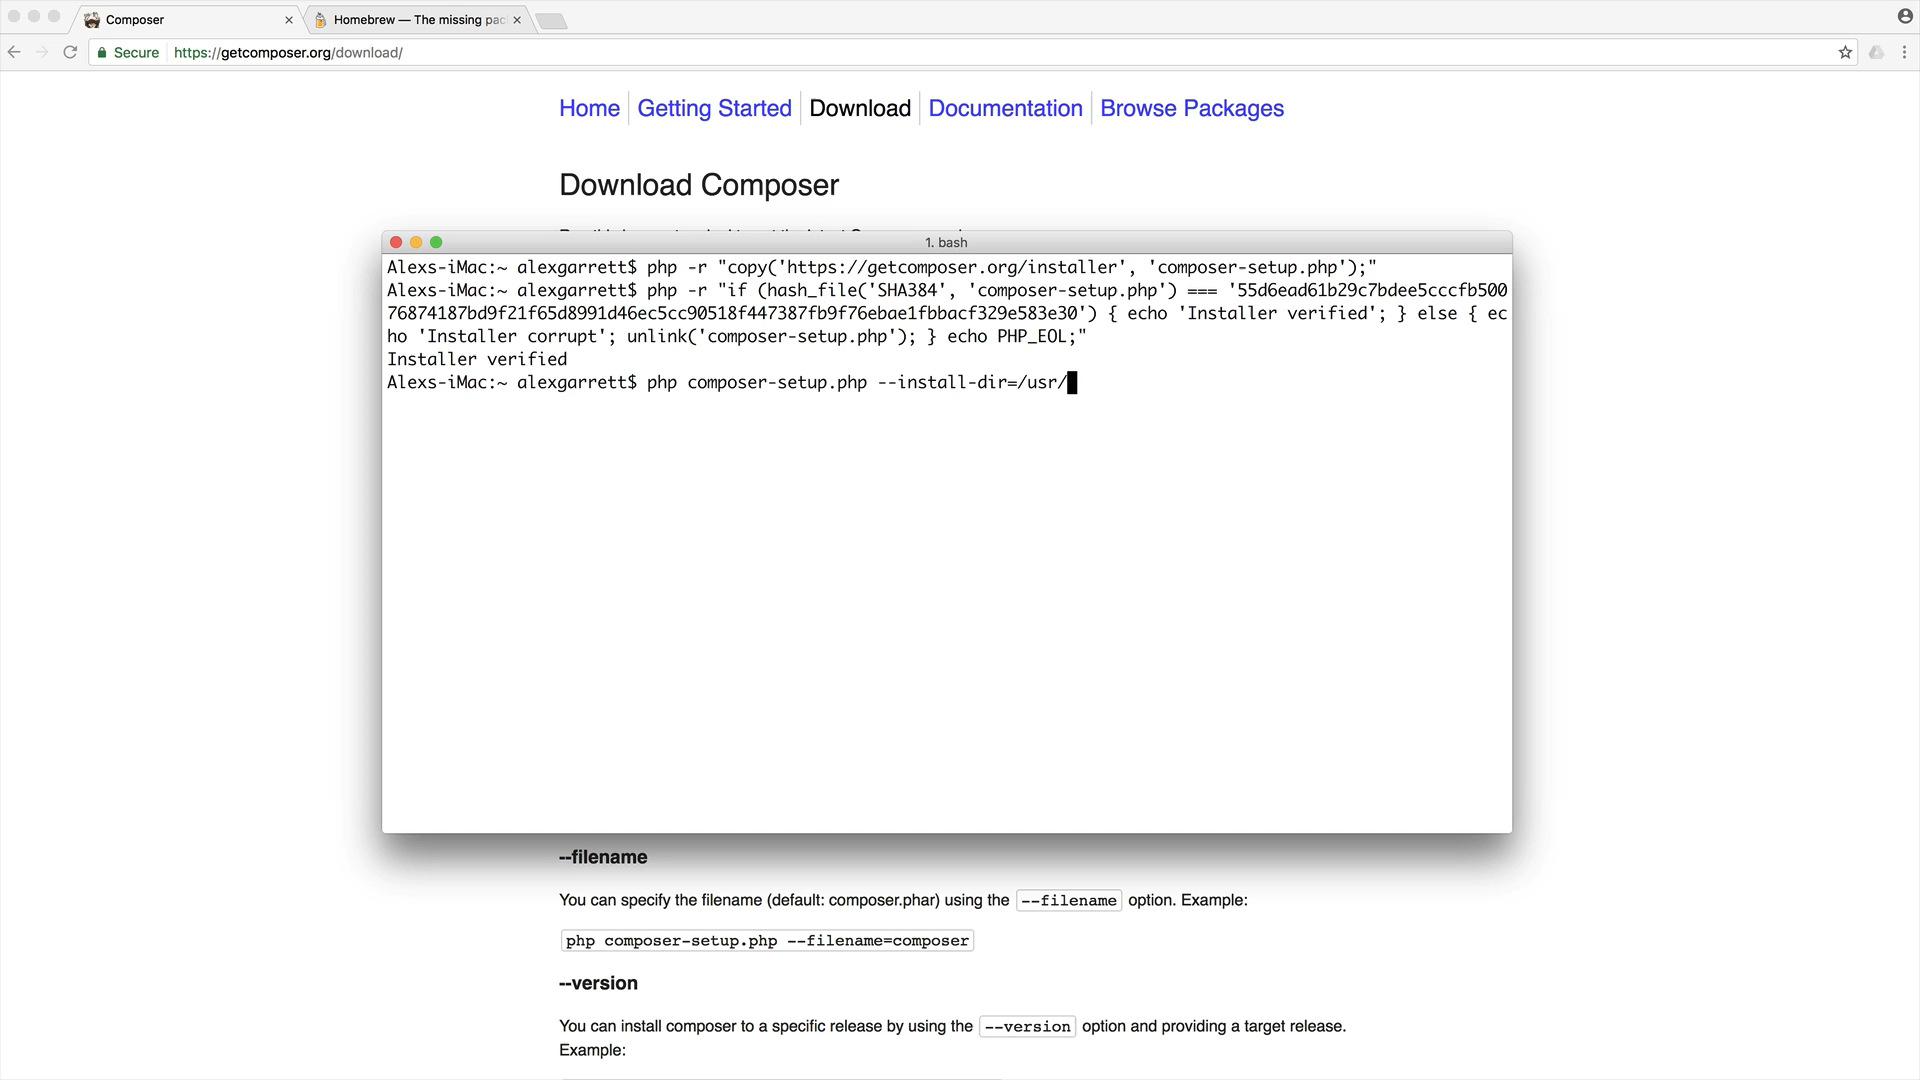 Composer
Homebrew — The missing pac
Secure https://getcomposer.org/download/
Home Getting Started Download Documentation Browse Packages
Download Composer
1. bash
Alexs-iMac:~ alexgarrett$ php -r "copy('https://getcomposer.org/installer', 'composer-setup.php');"
Alexs-iMac:~ alexgarrett$ php -r "if (hash_file('SHA384', 'composer-setup.php') === '55d6ead61b29c7bdee5cccfb500
76874187bd9f21f65d8991d46ec5cc90518f447387fb9f76ebae1fbbacf329e583e30') { echo 'Installer verified'; } else { ec
ho 'Installer corrupt'; unlink('composer-setup.php'); } echo PHP_EOL;"
Installer verified
Alexs-iMac:~ alexgarrett$ php composer-setup.php --install-dir=/usr/
--filename
You can specify the filename (default: composer.phar) using the --filename option. Example:
php composer-setup.php --filename=composer
--version
You can install composer to a specific release by using the --version option and providing a target release.
Example: